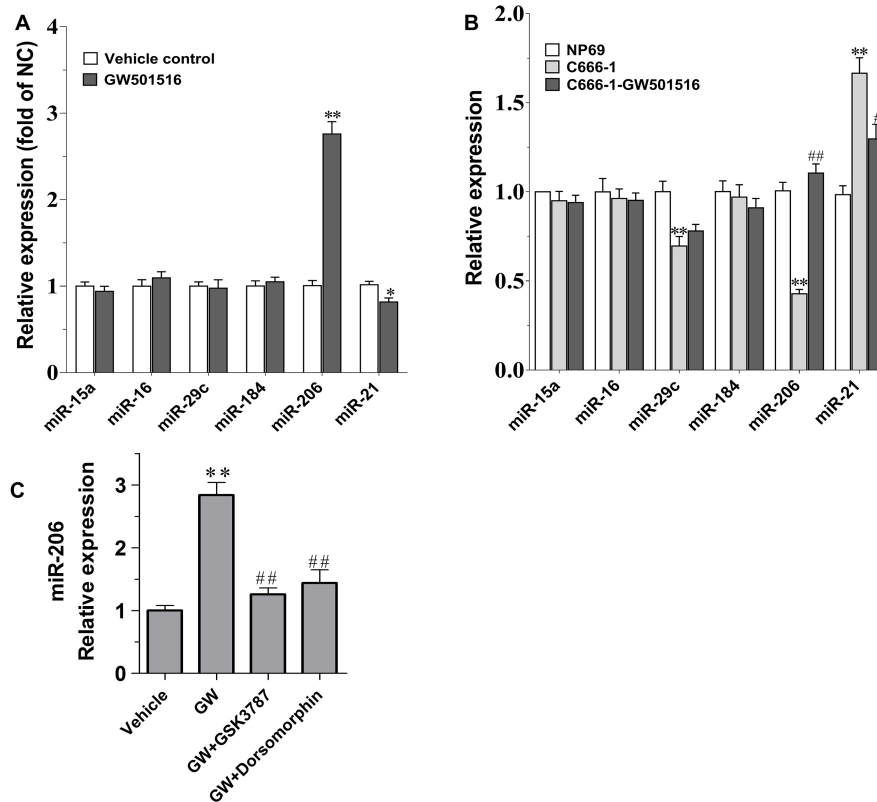 A
Relative expression (fold of NC)
4
3
2
1
0
Vehicle control
GW501516
**
*
miR-15a
miR-16
miR-29c
miR-184
miR-206
miR-21
B
Relative expression
2.0
1.5
1.0
0.5
0.0
NP69
C666-1
C666-1-GW501516
**
**
##
**
miR-15a
miR-16
miR-29c
miR-184
miR-206
miR-21
C
miR-206
Relative expression
3
2
1
0
**
##
##
Vehicle
GW
GW+GSK3787
GW+Dorsomorphin